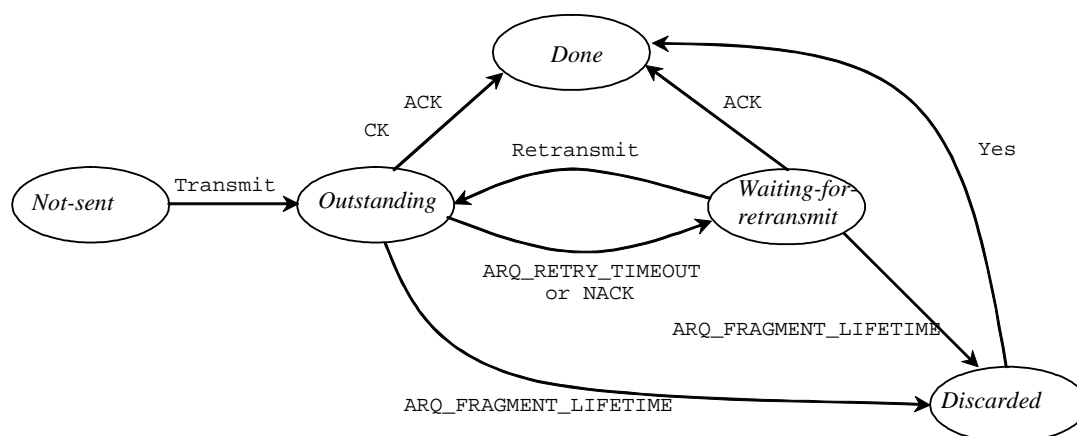 Done
ACK
ACK
CK
Retransmit
Yes
Transmit
Not-sent
Outstanding
Waiting-for-
retransmit
ARQ_RETRY_TIMEOUT
or NACK
ARQ_FRAGMENT_LIFETIME
ARQ_FRAGMENT_LIFETIME
Discarded